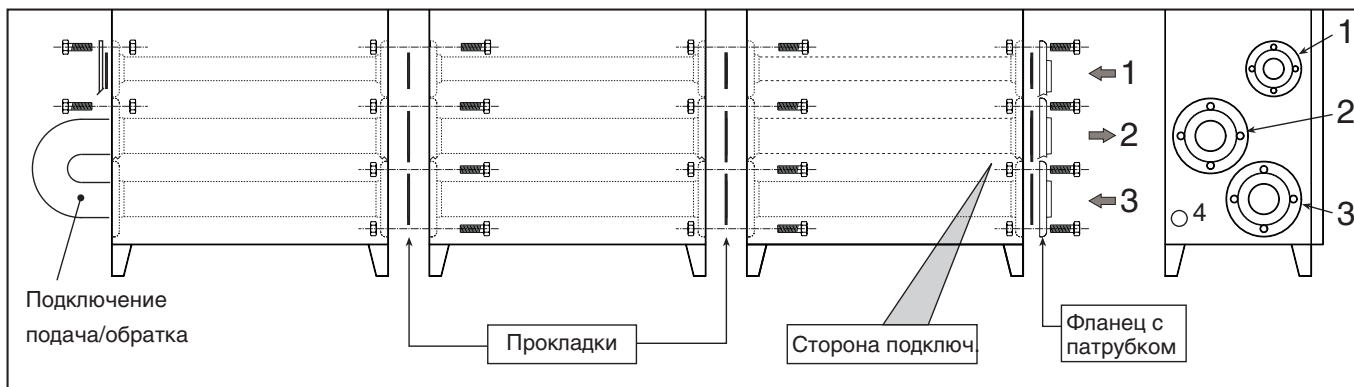 1
2
3
1
2
3
4
Подключение
подача/обратка
Прокладки
Сторона подключ.
Фланец с
патрубком